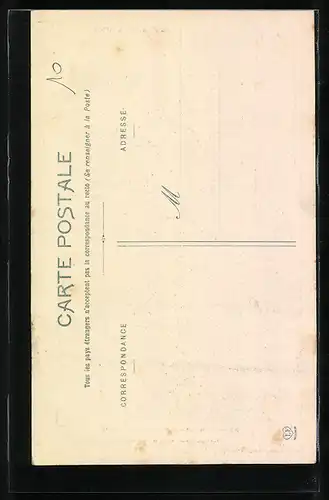 10
CARTE POSTALE
Tous les pays étrangers n'acceptent pas la correspondance au recto (Se renseigner à la Poste)
CORRESPONDANCE
ADRESSE
M